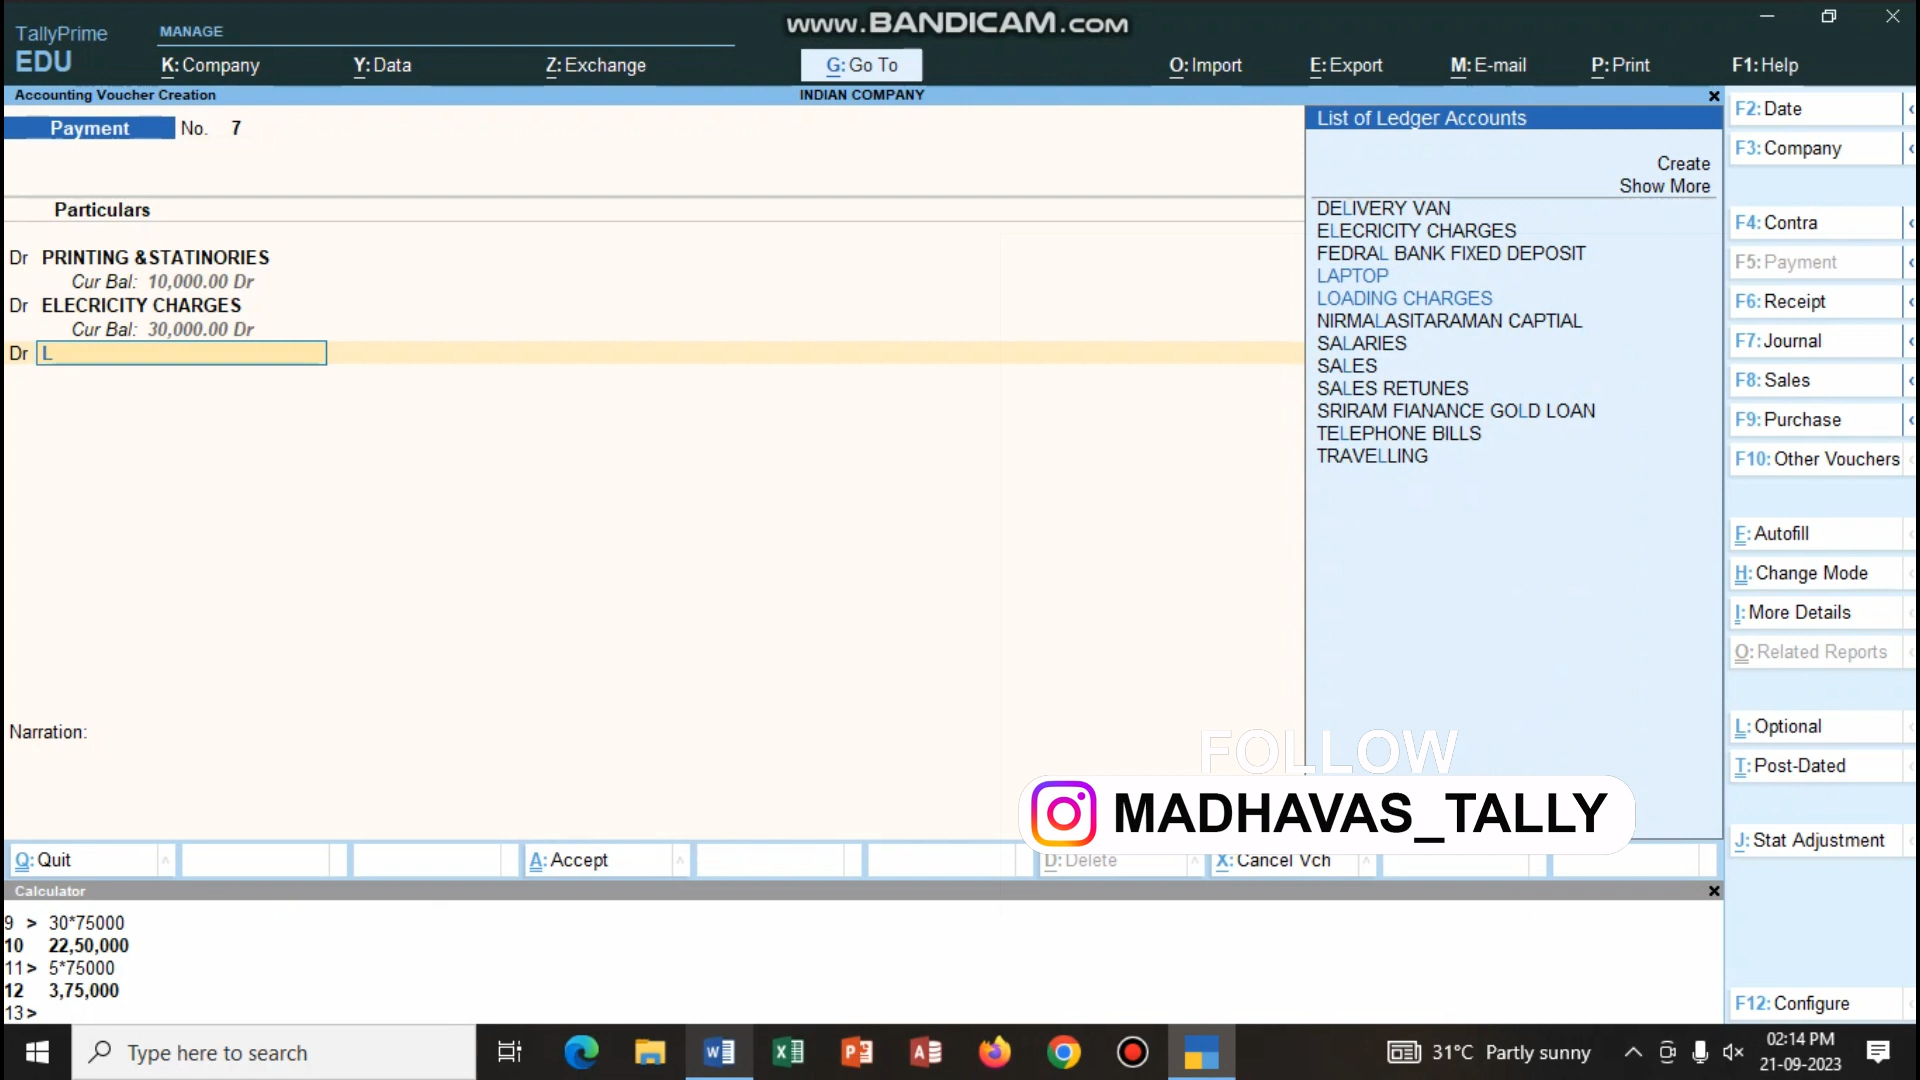 www.BANDICAM.com
TallyPrime
EDU
MANAGE
K: Company
Y: Data
Z: Exchange
G: Go To
O: Import
E: Export
M: E-mail
P: Print
F1: Help
Accounting Voucher Creation
INDIAN COMPANY
Payment No. 7
Particulars
Dr PRINTING &STATINORIES
Cur Bal: 10,000.00 Dr
Dr ELECRICITY CHARGES
Cur Bal: 30,000.00 Dr
Dr L
Narration:
List of Ledger Accounts
Create
Show More
DELIVERY VAN
ELECRICITY CHARGES
FEDRAL BANK FIXED DEPOSIT
LAPTOP
LOADING CHARGES
NIRMALASITARAMAN CAPTIAL
SALARIES
SALES
SALES RETUNES
SRIRAM FIANANCE GOLD LOAN
TELEPHONE BILLS
TRAVELLING
F2: Date
F3: Company
F4: Contra
F5: Payment
F6: Receipt
F7: Journal
F8: Sales
F9: Purchase
F10: Other Vouchers
F: Autofill
H: Change Mode
I: More Details
O: Related Reports
L: Optional
T: Post-Dated
J: Stat Adjustment
F12: Configure
FOLLOW
MADHAVAS_TALLY
Q: Quit
A: Accept
D: Delete
X: Cancel Vch
Calculator
9 > 30*75000
10 22,50,000
11> 5*75000
12 3,75,000
13>
Type here to search
31°C Partly sunny
02:14 PM
21-09-2023